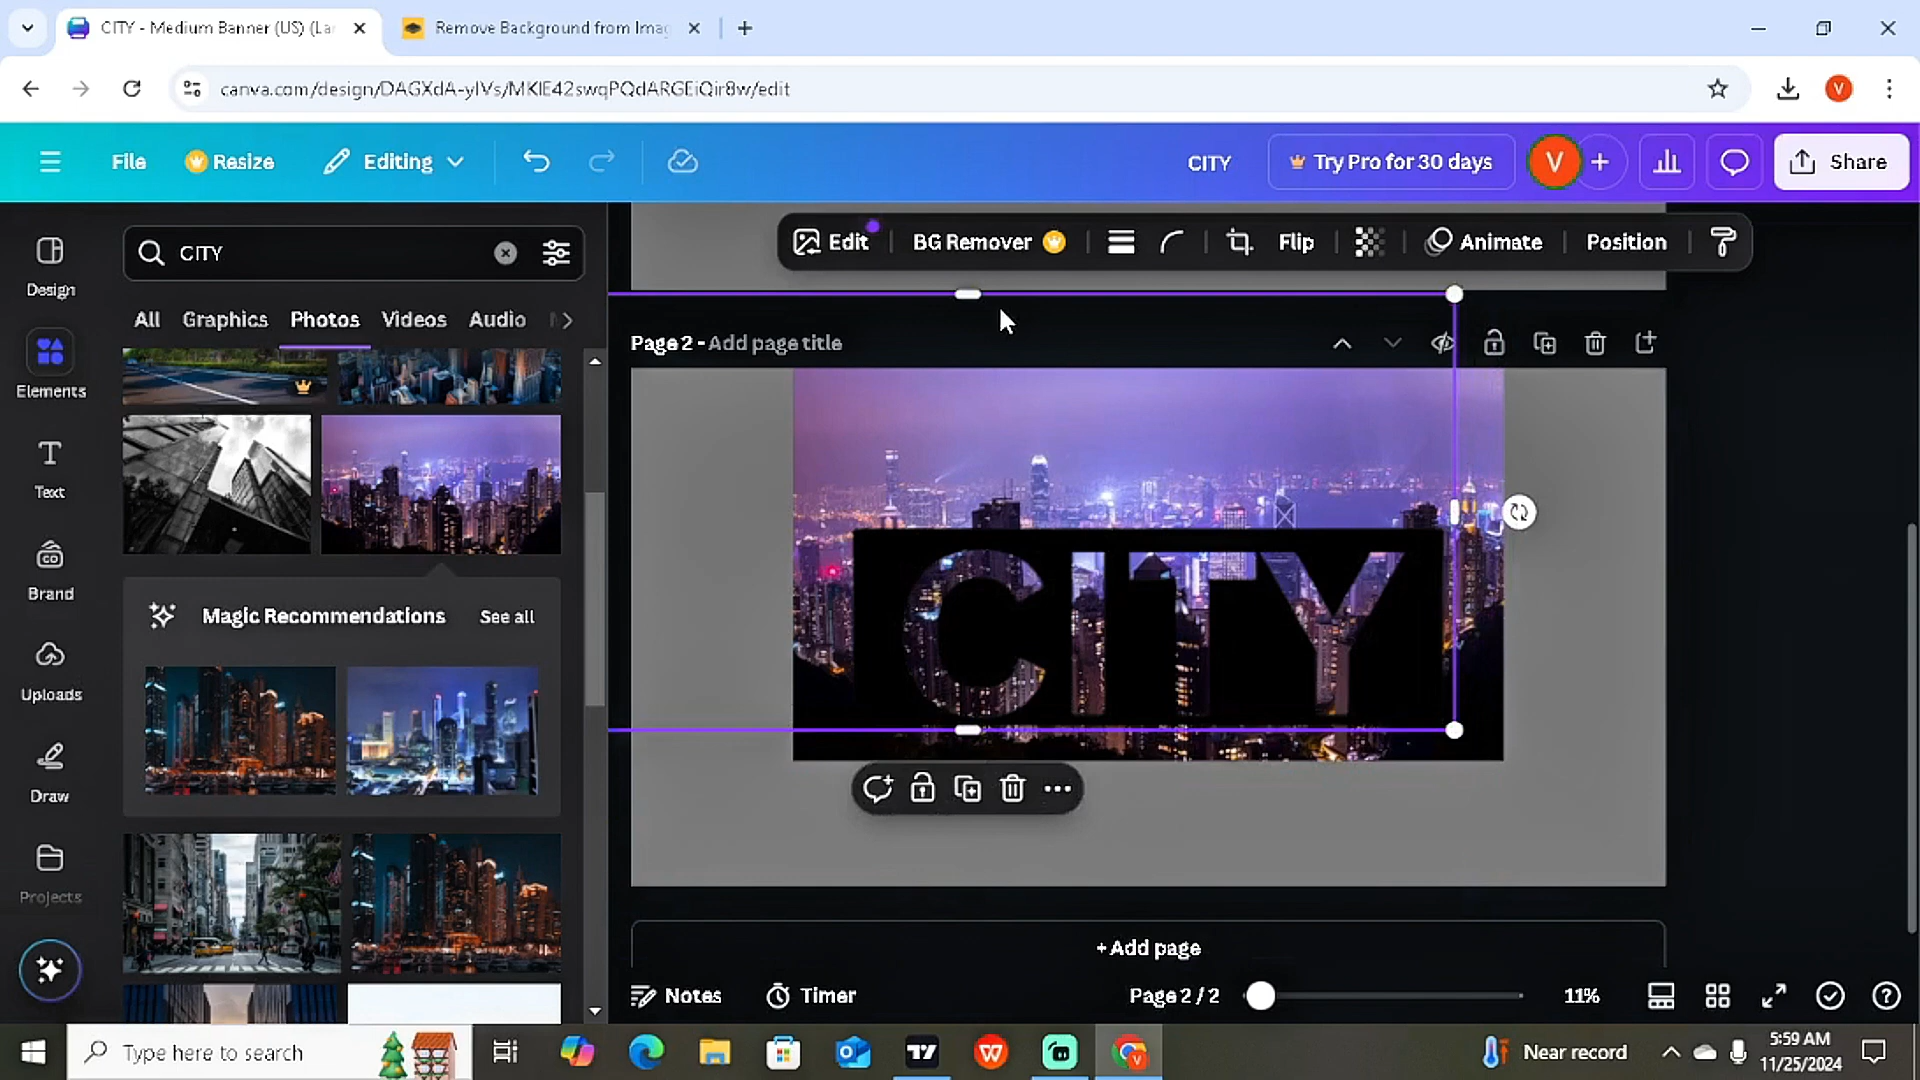 CITY - Medium Banner (US) (La
Remove Background from Ima
canva.com/design/DAGXdA-yIVs/MKIE42swqPQdARGEiQir8w/edit
File
Resize
Editing
CITY
Try Pro for 30 days
V
Share
CITY
Edit
BG Remover
Flip
Animate
Position
Design
Elements
Text
Brand
Uploads
Draw
Projects
All
Graphics
Photos
Videos
Audio
Page 2 - Add page title
CITY
Magic Recommendations
See all
+ Add page
Notes
Timer
Page 2 / 2
11%
Type here to search
Near record
5:59 AM
11/25/2024